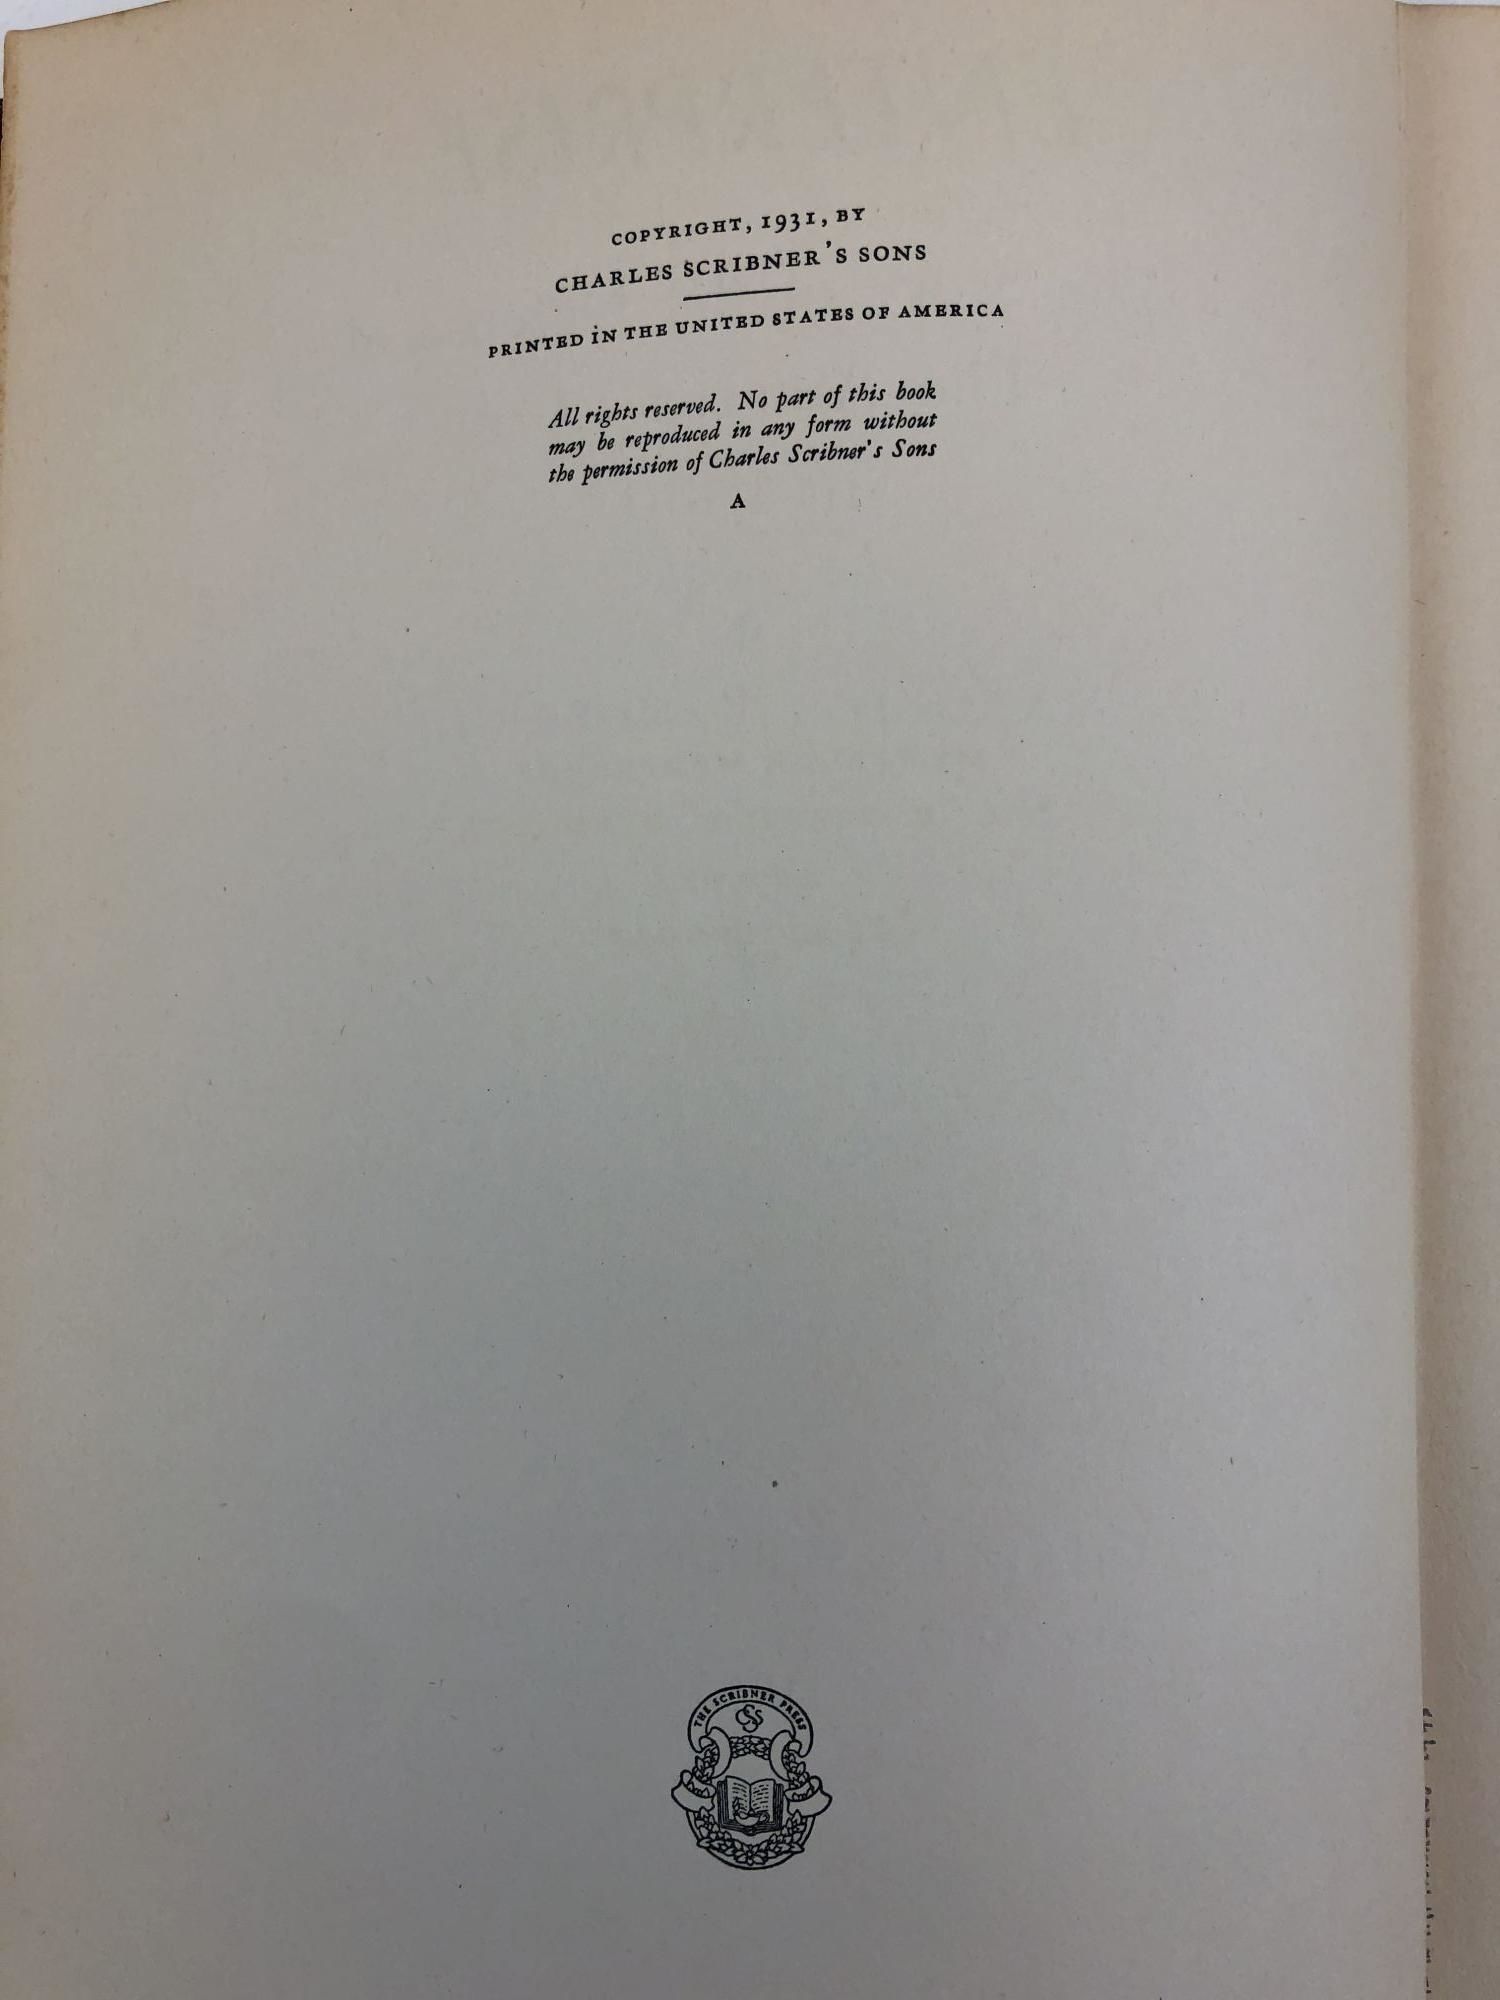 COPYRIGHT, 1931, BY
CHARLES SCRIBNER'S SONS
PRINTED IN THE UNITED STATES OF AMERICA
All rights reserved. No part of this book
may be reproduced in any form without
the permission of Charles Scribner's Sons
A
THE SCRIBNER PRESS
CSS